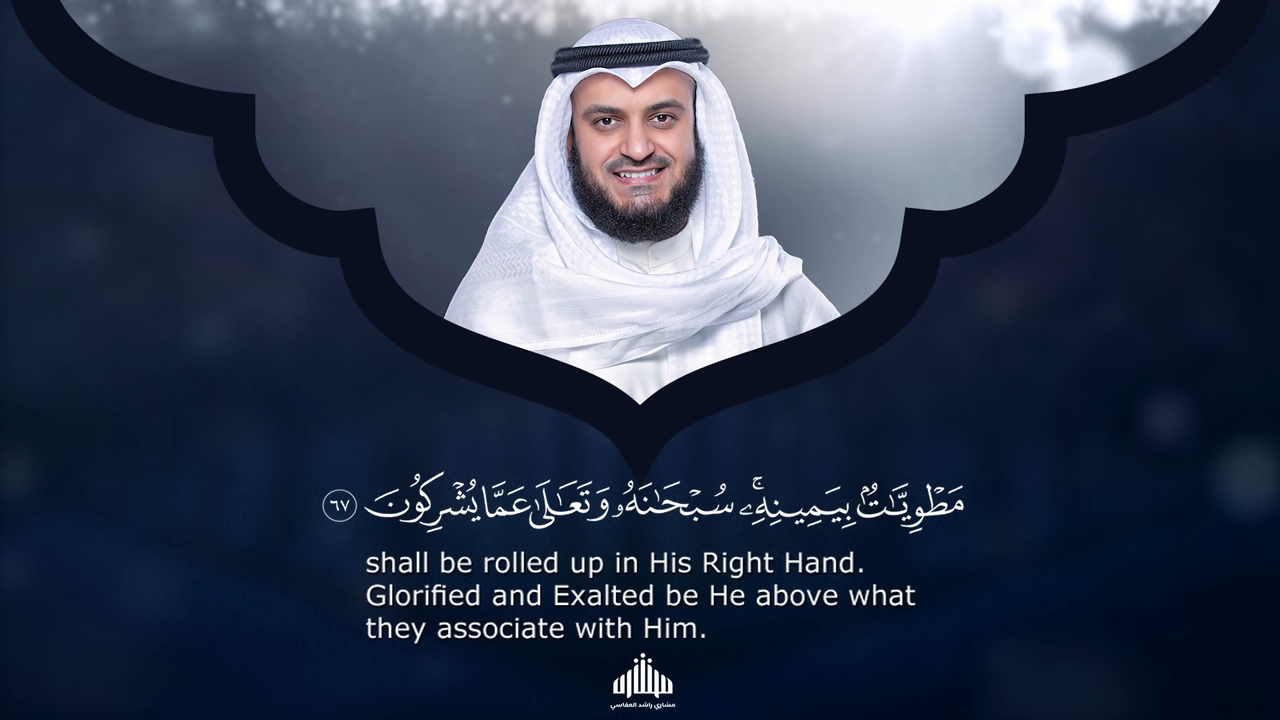 مَطْوِيَّٰتٌۢ بِيَمِينِهِۦۚ سُبْحَٰنَهُۥ وَتَعَٰلَىٰ عَمَّا يُشْرِكُونَ ٦٧
shall be rolled up in His Right Hand.
Glorified and Exalted be He above what
they associate with Him.
مشاري راشد العفاسي